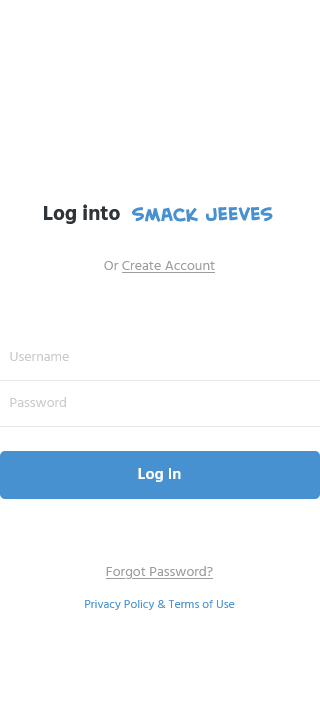 Log into SMACK JEEVES
Or Create Account
Username
Password
Log In
Forgot Password?
Privacy Policy & Terms of Use